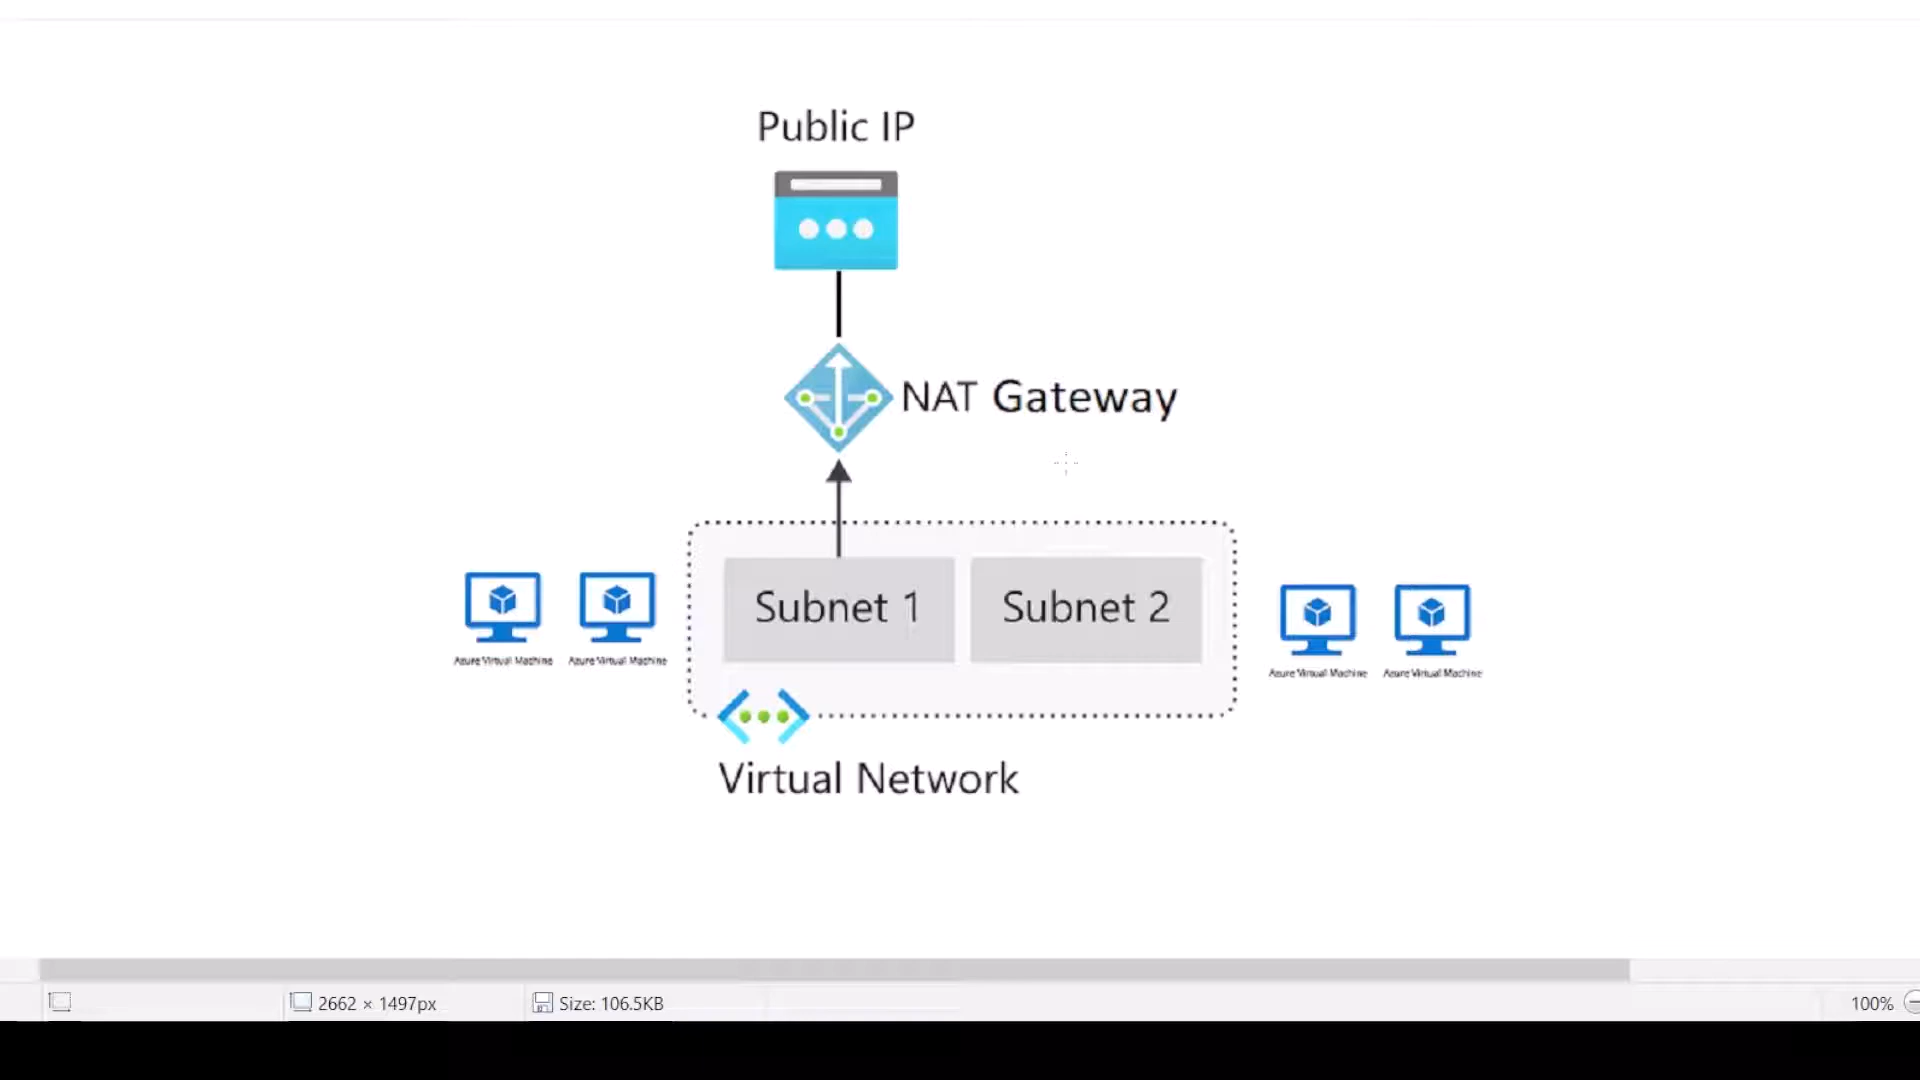 Public IP
NAT Gateway
Subnet 1
Subnet 2
Azure Virtual Machine
Azure Virtual Machine
Azure Virtual Machine
Azure Virtual Machine
Virtual Network
2662 × 1497px
Size: 106.5KB
100%